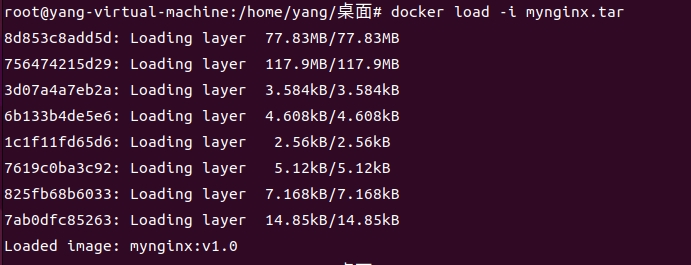 root@yang-virtual-machine:/home/yang/桌面# docker load -i mynginx.tar
8d853c8add5d: Loading layer  77.83MB/77.83MB
756474215d29: Loading layer  117.9MB/117.9MB
3d07a4a7eb2a: Loading layer  3.584kB/3.584kB
6b133b4de5e6: Loading layer  4.608kB/4.608kB
1c1f11fd65d6: Loading layer   2.56kB/2.56kB
7619c0ba3c92: Loading layer   5.12kB/5.12kB
825fb68b6033: Loading layer  7.168kB/7.168kB
7ab0dfc85263: Loading layer  14.85kB/14.85kB
Loaded image: mynginx:v1.0